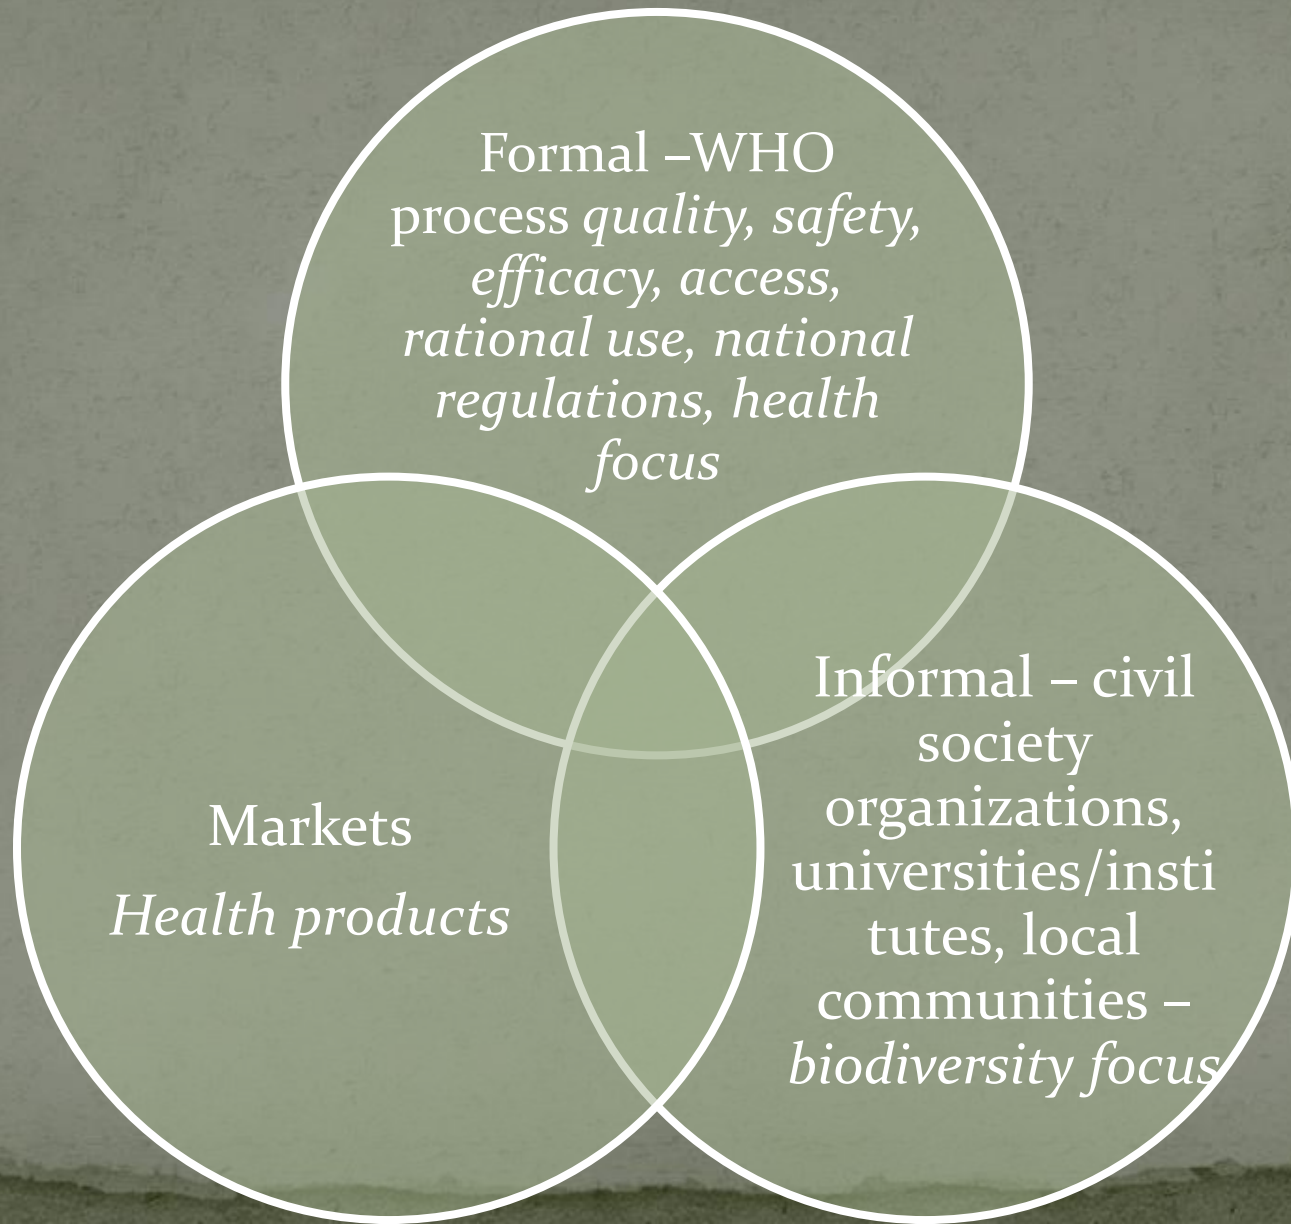 Formal –WHO
process quality, safety,
efficacy, access,
rational use, national
regulations, health
focus
Markets
Health products
Informal – civil
society
organizations,
universities/insti
tutes, local
communities –
biodiversity focus